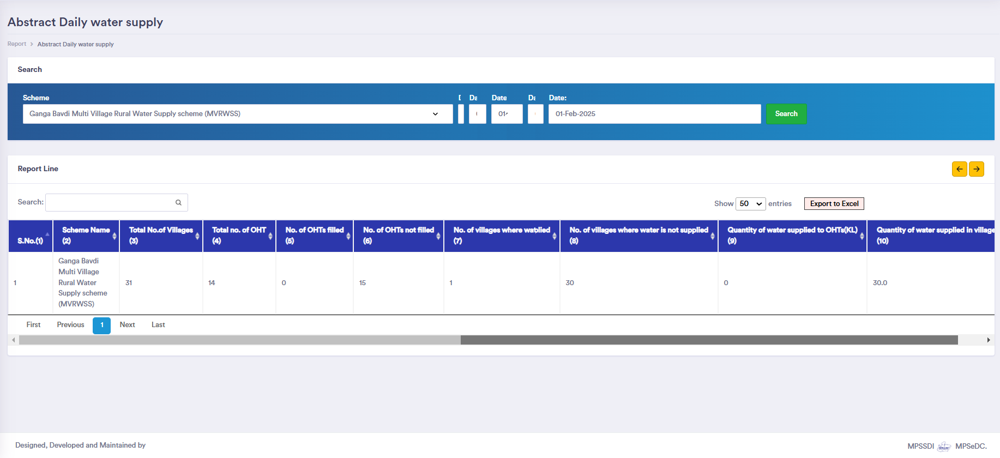 Abstract Daily water supply
Report > Abstract Daily water supply
Search
Scheme Da Date Da Date:
Ganga Bavdi Multi Village Rural Water Supply scheme (MVRWSS) 01- 01-Feb-2025 Search
Report Line
Search: Show 50 entries Export to Excel
S.No.(1)
Scheme Name
(2)
Total No.of Villages
(3)
Total no. of OHT
(4)
No. of OHTs filled
(5)
No. of OHTs not filled
(6)
No. of villages where watlied
(7)
No. of villages where water is not supplied
(8)
Quantity of water supplied to OHTs(KL)
(9)
Quantity of water supplied in village
(10)
1
Ganga Bavdi
Multi Village
Rural Water
Supply scheme
(MVRWSS)
31
14
0
15
1
30
0
30.0
First Previous 1 Next Last
Designed, Developed and Maintained by
MPSSDI MPSeDC.